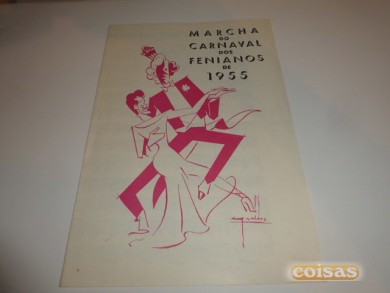 MARCHA
DO
CARNAVAL
DOS
FENIANOS
DE
1955
coisas